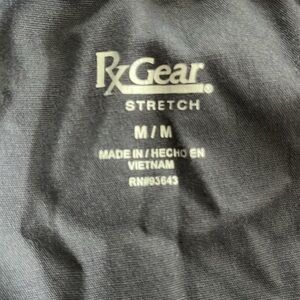 RxGear®
STRETCH
M/M
MADE IN / HECHO EN
VIETNAM
RN#93643